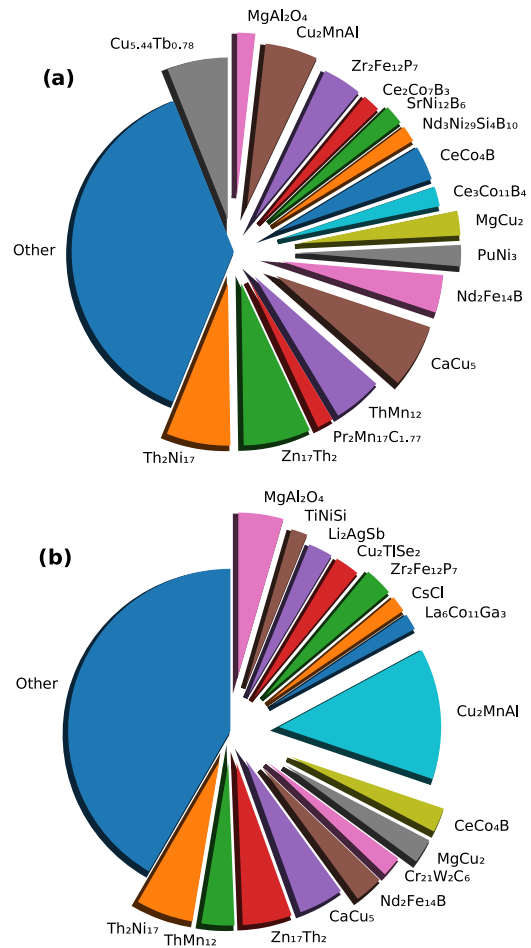 MgAl₂O₄
Cu₂MnAl
Cu₅.₄₄Tb₀.₇₈
Zr₂Fe₁₂P₇
(a)
Ce₂Co₇B₃
SrNi₁₂B₆
Nd₃Ni₂₉Si₄B₁₀
CeCo₄B
Ce₃Co₁₁B₄
MgCu₂
Other
PuNi₃
Nd₂Fe₁₄B
CaCu₅
ThMn₁₂
Pr₂Mn₁₇C₁.₇₇
Th₂Ni₁₇
Zn₁₇Th₂
MgAl₂O₄
TiNiSi
Li₂AgSb
(b)
Cu₂TlSe₂
Zr₂Fe₁₂P₇
CsCl
La₆Co₁₁Ga₃
Other
Cu₂MnAl
CeCo₄B
MgCu₂
Cr₂₁W₂C₆
Nd₂Fe₁₄B
CaCu₅
Th₂Ni₁₇
ThMn₁₂
Zn₁₇Th₂